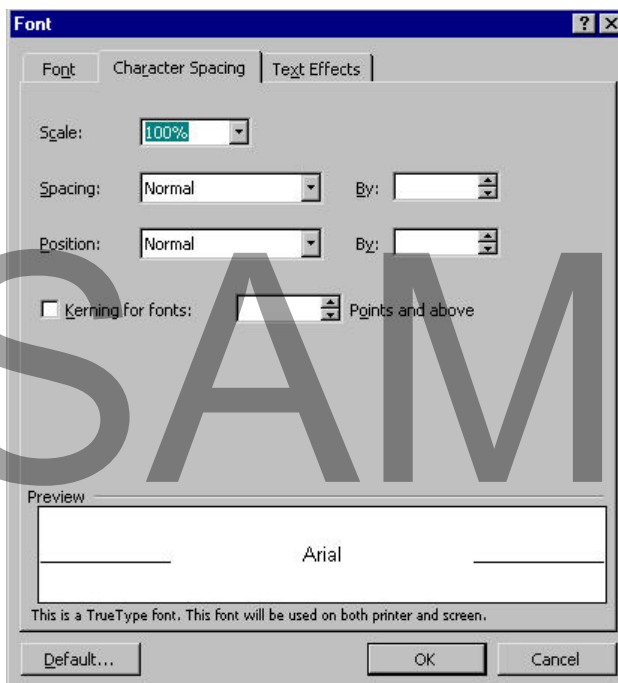 Font
Font Character Spacing Text Effects
Scale: 100%
Spacing: Normal By:
Position: Normal By:
Kerning for fonts: Points and above
SAM
Preview
Arial
This is a TrueType font. This font will be used on both printer and screen.
Default... OK Cancel